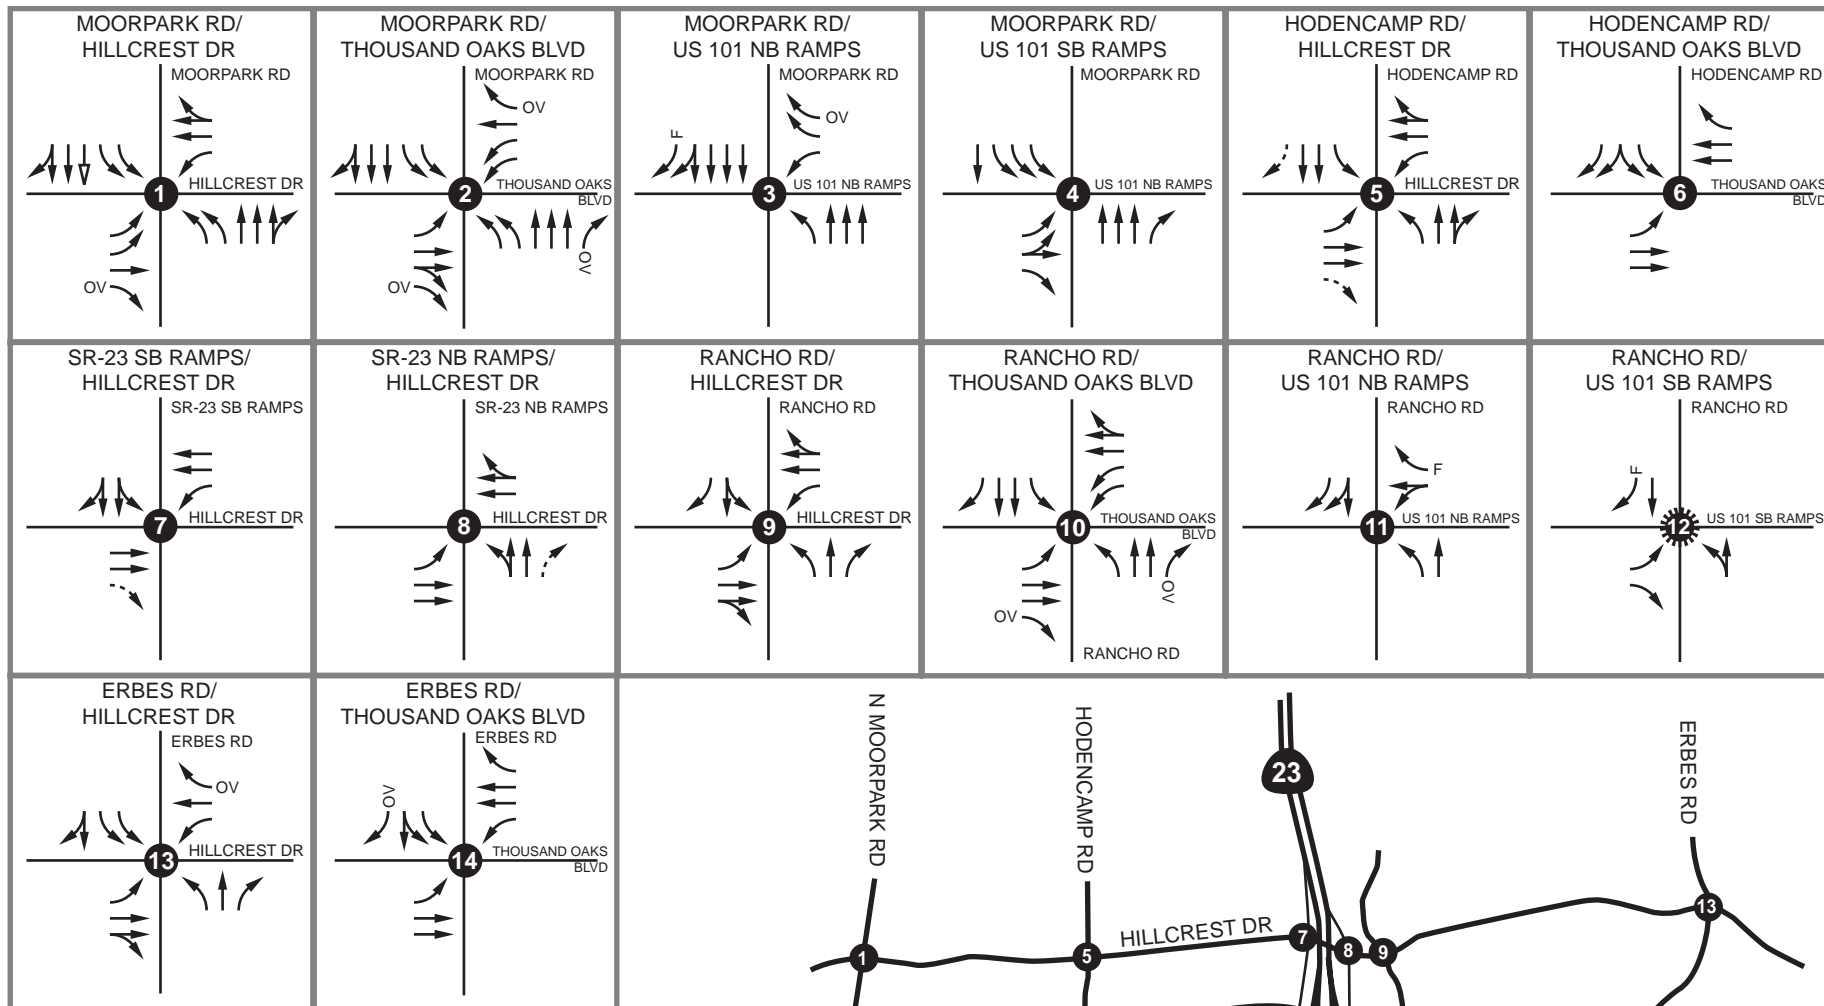 MOORPARK RD/
HILLCREST DR
MOORPARK RD
HILLCREST DR
OV
1
MOORPARK RD/
THOUSAND OAKS BLVD
MOORPARK RD
OV
THOUSAND OAKS
BLVD
OV
OV
2
MOORPARK RD/
US 101 NB RAMPS
MOORPARK RD
F
OV
US 101 NB RAMPS
3
MOORPARK RD/
US 101 SB RAMPS
MOORPARK RD
US 101 NB RAMPS
4
HODENCAMP RD/
HILLCREST DR
HODENCAMP RD
HILLCREST DR
5
HODENCAMP RD/
THOUSAND OAKS BLVD
HODENCAMP RD
THOUSAND OAKS
BLVD
6
SR-23 SB RAMPS/
HILLCREST DR
SR-23 SB RAMPS
HILLCREST DR
7
SR-23 NB RAMPS/
HILLCREST DR
SR-23 NB RAMPS
HILLCREST DR
8
RANCHO RD/
HILLCREST DR
RANCHO RD
HILLCREST DR
9
RANCHO RD/
THOUSAND OAKS BLVD
THOUSAND OAKS
BLVD
OV
OV
RANCHO RD
10
RANCHO RD/
US 101 NB RAMPS
RANCHO RD
F
US 101 NB RAMPS
11
RANCHO RD/
US 101 SB RAMPS
RANCHO RD
F
US 101 SB RAMPS
12
ERBES RD/
HILLCREST DR
ERBES RD
OV
HILLCREST DR
13
ERBES RD/
THOUSAND OAKS BLVD
ERBES RD
OV
THOUSAND OAKS
BLVD
14
N MOORPARK RD
HODENCAMP RD
23
ERBES RD
HILLCREST DR
1
5
7
8
9
13